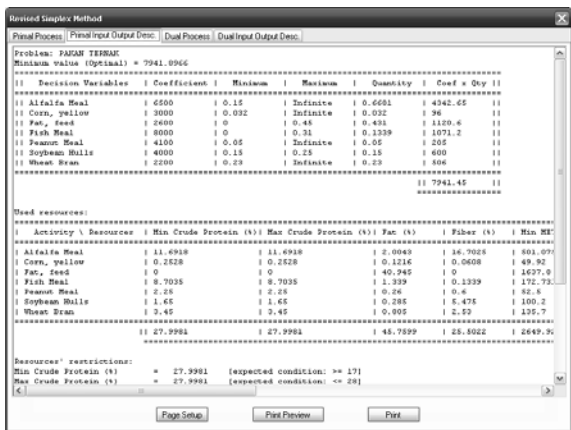 Revised Simplex Method
Primal Process Primal Input Output Desc. Dual Process Dual Input Output Desc.
Problem: PAKAN TERNAK
Minimum value (Optimal) = 7941.8966
|| Decision Variables | Coefficient | Minimum | Maximum | Quantity | Coef x Qty ||
|| Alfalfa Meal | 6500 | 0.15 | Infinite | 0.6681 | 4342.65 ||
|| Corn, yellow | 3000 | 0.032 | Infinite | 0.032 | 96 ||
|| Fat, feed | 2600 | 0 | 0.45 | 0.431 | 1120.6 ||
|| Fish Meal | 8000 | 0 | 0.31 | 0.1339 | 1071.2 ||
|| Peanut Meal | 4100 | 0.05 | Infinite | 0.05 | 205 ||
|| Soybean Hulls | 4000 | 0.15 | 0.25 | 0.15 | 600 ||
|| Wheat Bran | 2200 | 0.23 | Infinite | 0.23 | 506 ||
|| 7941.45 ||
Used resources:
| Activity \ Resources | Min Crude Protein (%)| Max Crude Protein (%)| Fat (%) | Fiber (%) | Min ME
| Alfalfa Meal | 11.6918 | 11.6918 | 2.0043 | 16.7025 | 501.075
| Corn, yellow | 0.2528 | 0.2528 | 0.1216 | 0.0608 | 49.92
| Fat, feed | 0 | 0 | 40.945 | 0 | 1637.8
| Fish Meal | 8.7035 | 8.7035 | 1.339 | 0.1339 | 172.73
| Peanut Meal | 2.25 | 2.25 | 0.26 | 0.6 | 52.5
| Soybean Hulls | 1.65 | 1.65 | 0.285 | 5.475 | 100.2
| Wheat Bran | 3.45 | 3.45 | 0.805 | 2.53 | 135.7
|| 27.9981 | 27.9981 | 45.7599 | 25.5022 | 2649.92
Resources' restrictions:
Min Crude Protein (%) = 27.9981 [expected condition: >= 17]
Max Crude Protein (%) = 27.9981 [expected condition: <= 28]
Page Setup Print Preview Print